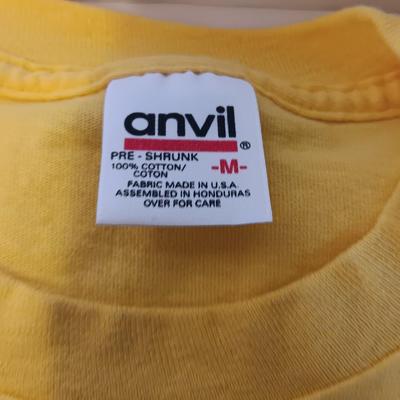 anvil
®
PRE - SHRUNK
100% COTTON/
COTON
-M-
FABRIC MADE IN U.S.A.
ASSEMBLED IN HONDURAS
OVER FOR CARE